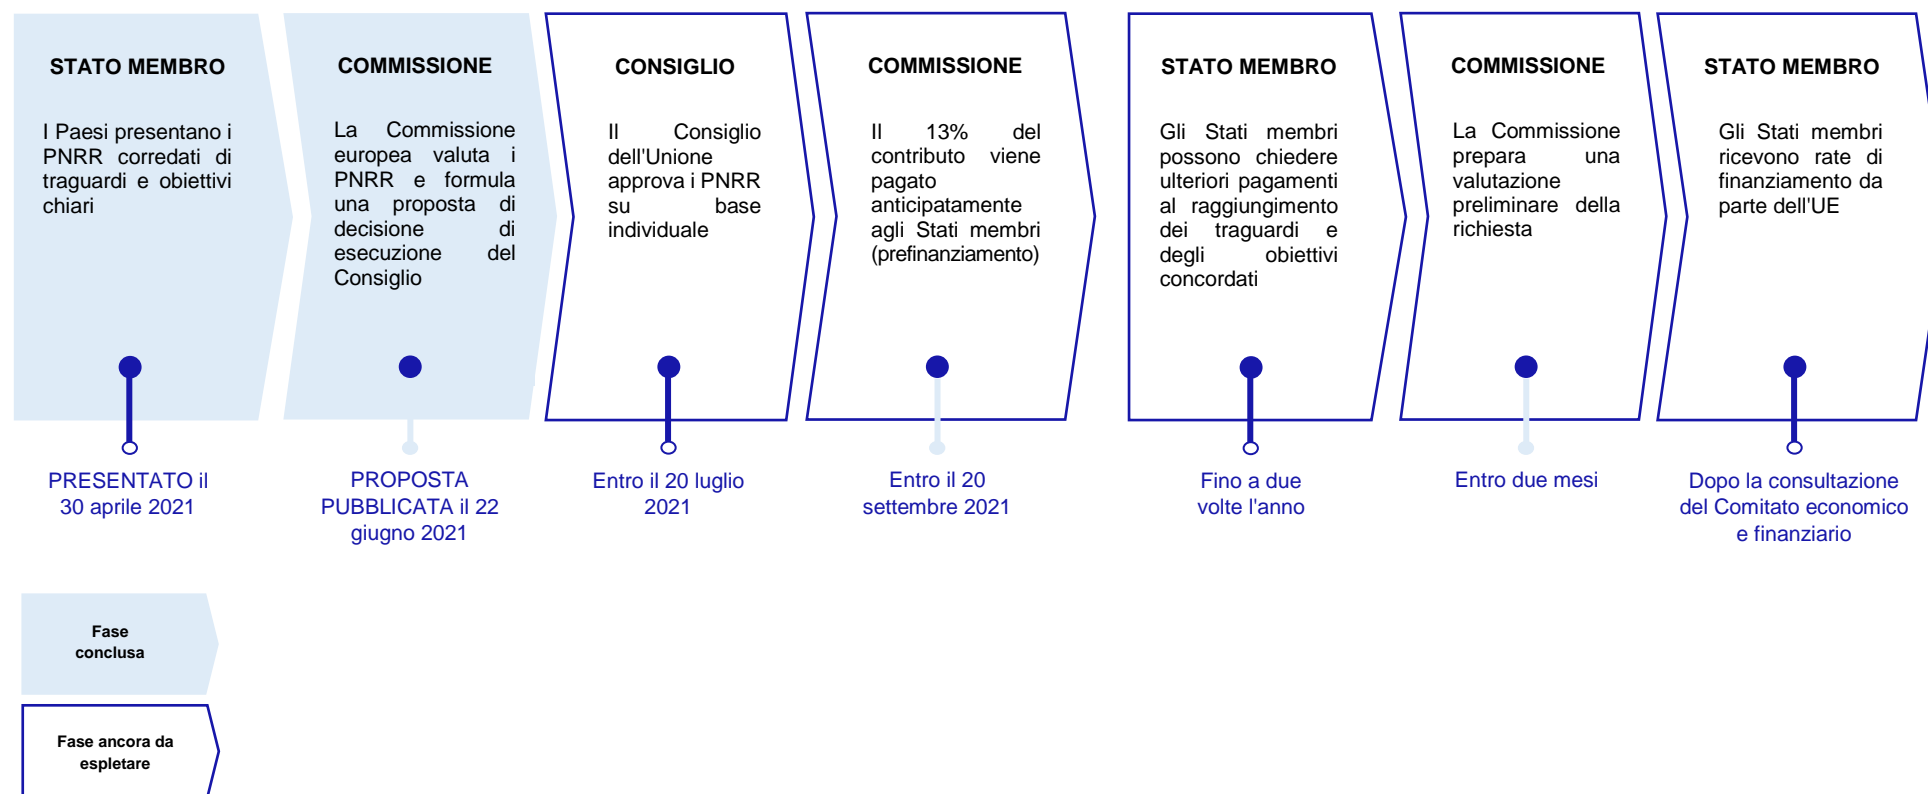 STATO MEMBRO
I Paesi presentano i
PNRR corredati di
traguardi e obiettivi
chiari
PRESENTATO il
30 aprile 2021
COMMISSIONE
La Commissione
europea valuta i
PNRR e formula
una proposta di
decisione di
esecuzione del
Consiglio
PROPOSTA
PUBBLICATA il 22
giugno 2021
CONSIGLIO
Il Consiglio
dell'Unione
approva i PNRR
su base
individuale
Entro il 20 luglio
2021
COMMISSIONE
Il 13% del
contributo viene
pagato
anticipatamente
agli Stati membri
(prefinanziamento)
Entro il 20
settembre 2021
STATO MEMBRO
Gli Stati membri
possono chiedere
ulteriori pagamenti
al raggiungimento
dei traguardi e
degli obiettivi
concordati
Fino a due
volte l'anno
COMMISSIONE
La Commissione
prepara una
valutazione
preliminare della
richiesta
Entro due mesi
STATO MEMBRO
Gli Stati membri
ricevono rate di
finanziamento da
parte dell'UE
Dopo la consultazione
del Comitato economico
e finanziario
Fase
conclusa
Fase ancora da
espletare